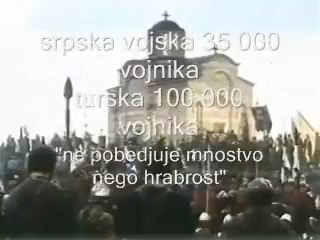 srpska vojska 35 000
vojnika
turska 100 000
vojnika
"ne pobedjuje mnostvo
nego hrabrost"